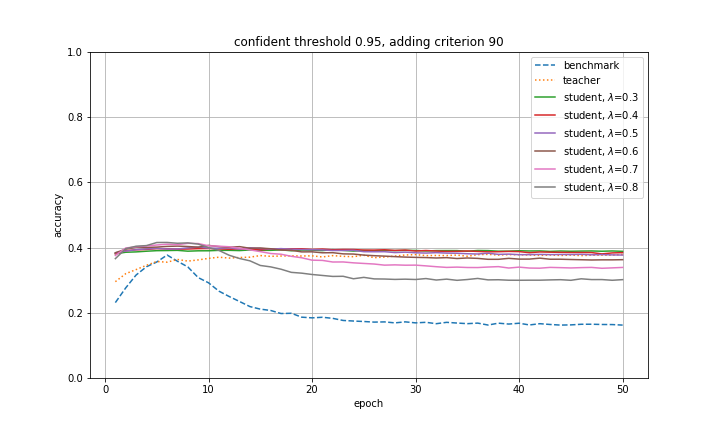 confident threshold 0.95, adding criterion 90
accuracy
1.0
0.8
0.6
0.4
0.2
0.0
0 10 20 30 40 50
epoch
benchmark
teacher
student, λ=0.3
student, λ=0.4
student, λ=0.5
student, λ=0.6
student, λ=0.7
student, λ=0.8